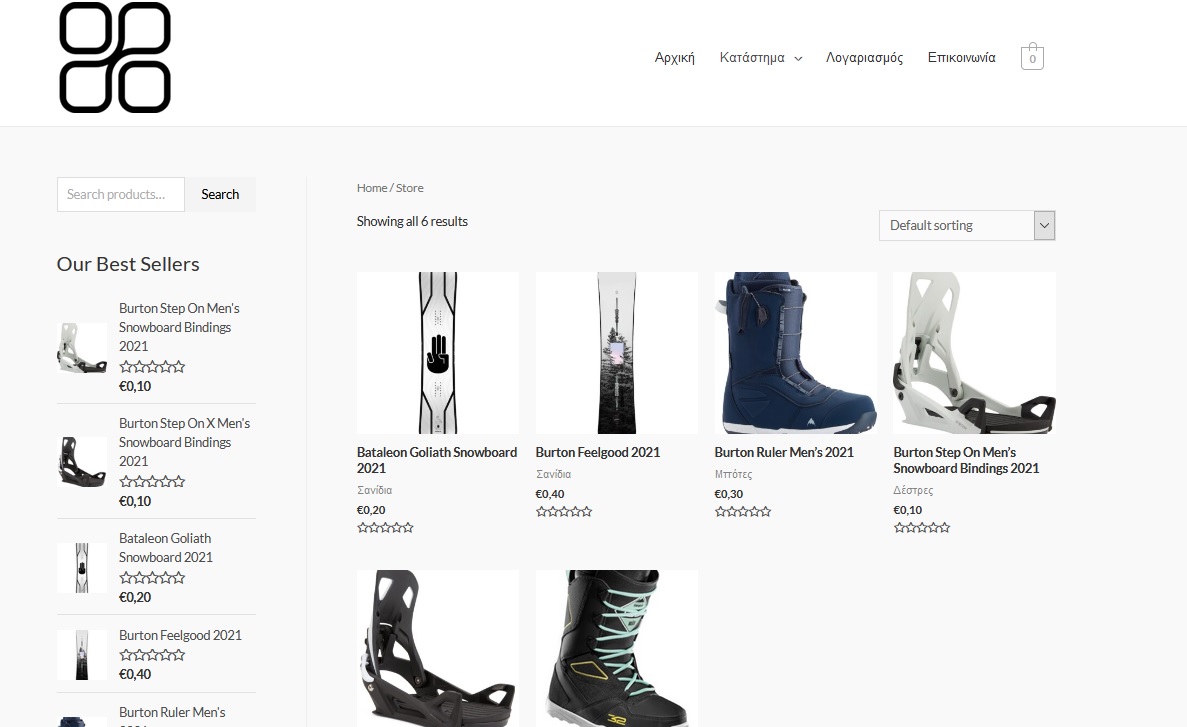 Αρχική
Κατάστημα
Λογαριασμός
Επικοινωνία
0
Search products…
Search
Our Best Sellers
Burton Step On Men's
Snowboard Bindings
2021
€0,10
Burton Step On X Men's
Snowboard Bindings
2021
€0,10
Bataleon Goliath
Snowboard 2021
€0,20
Burton Feelgood 2021
€0,40
Burton Ruler Men's
Home / Store
Showing all 6 results
Default sorting
Bataleon Goliath Snowboard
2021
Σανίδια
€0,20
Burton Feelgood 2021
Σανίδια
€0,40
Burton Ruler Men's 2021
Μπότες
€0,30
Burton Step On Men's
Snowboard Bindings 2021
Δέστρες
€0,10
32